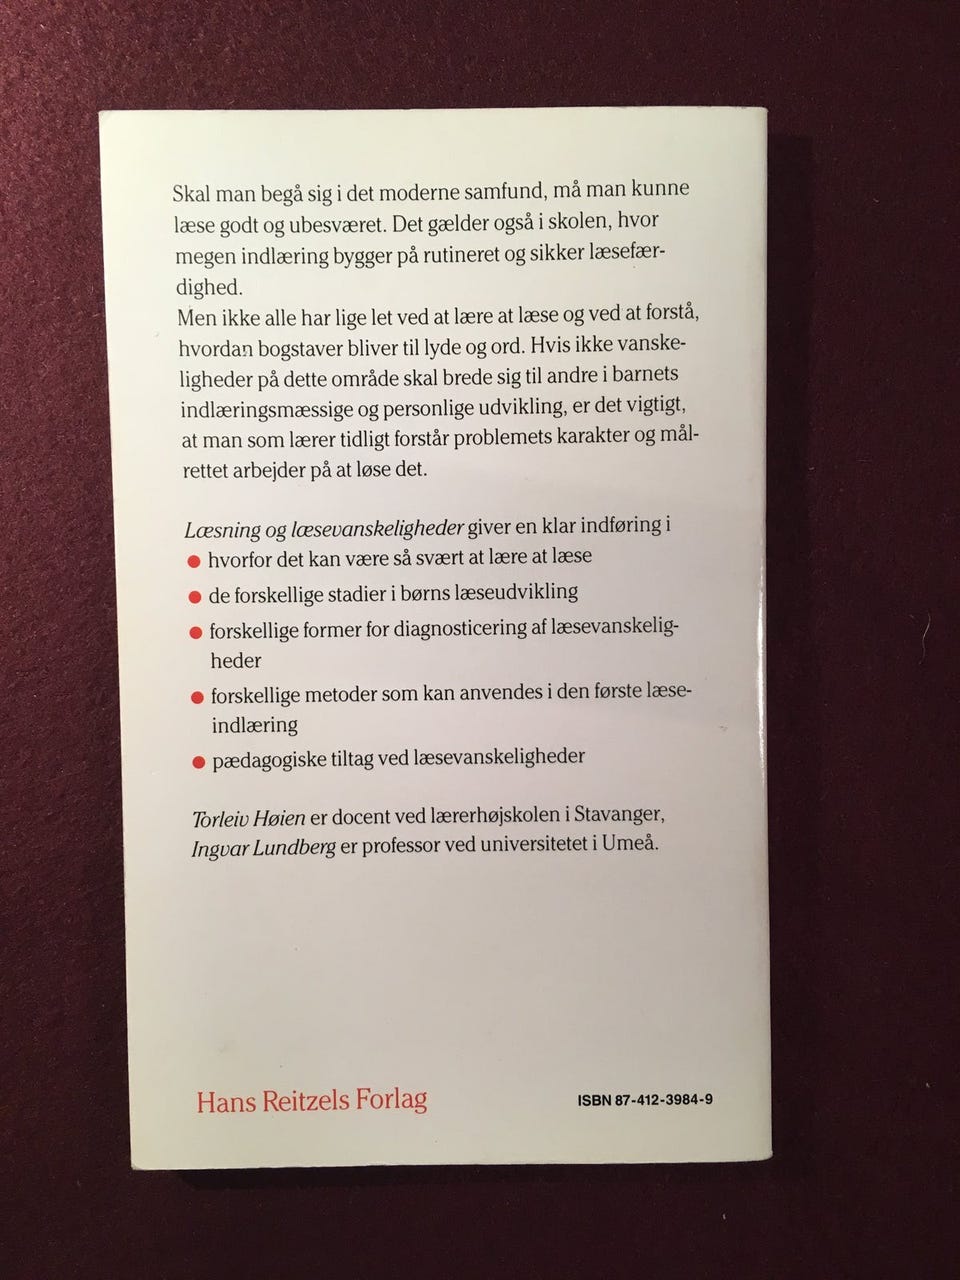 Skal man begå sig i det moderne samfund, må man kunne
læse godt og ubesværet. Det gælder også i skolen, hvor
megen indlæring bygger på rutineret og sikker læsefær-
dighed.
Men ikke alle har lige let ved at lære at læse og ved at forstå,
hvordan bogstaver bliver til lyde og ord. Hvis ikke vanske-
ligheder på dette område skal brede sig til andre i barnets
indlæringsmæssige og personlige udvikling, er det vigtigt,
at man som lærer tidligt forstår problemets karakter og mål-
rettet arbejder på at løse det.
Læsning og læsevanskeligheder giver en klar indføring i
● hvorfor det kan være så svært at lære at læse
● de forskellige stadier i børns læseudvikling
● forskellige former for diagnosticering af læsevanskelig-
heder
● forskellige metoder som kan anvendes i den første læse-
indlæring
● pædagogiske tiltag ved læsevanskeligheder
Torleiv Høien er docent ved lærerhøjskolen i Stavanger,
Ingvar Lundberg er professor ved universitetet i Umeå.
Hans Reitzels Forlag
ISBN 87-412-3984-9